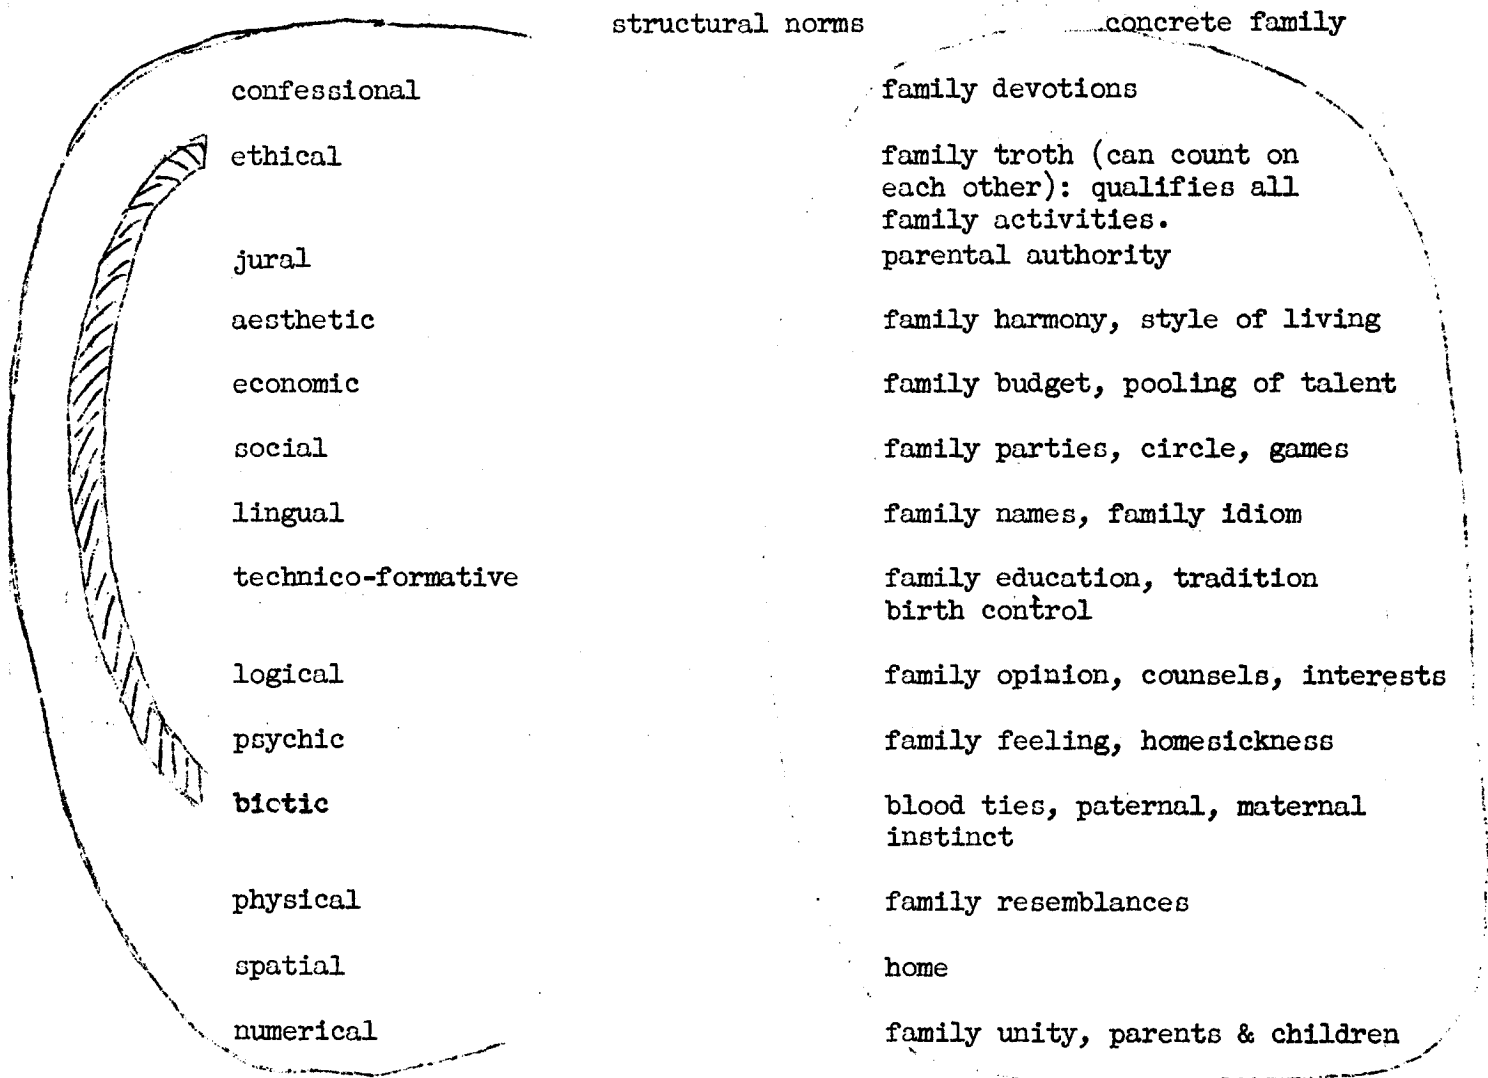 structural norms concrete family
confessional family devotions
ethical family troth (can count on
each other): qualifies all
family activities.
jural parental authority
aesthetic family harmony, style of living
economic family budget, pooling of talent
social family parties, circle, games
lingual family names, family idiom
technico-formative family education, tradition
birth control
logical family opinion, counsels, interests
psychic family feeling, homesickness
bictic blood ties, paternal, maternal
instinct
physical family resemblances
spatial home
numerical family unity, parents & children